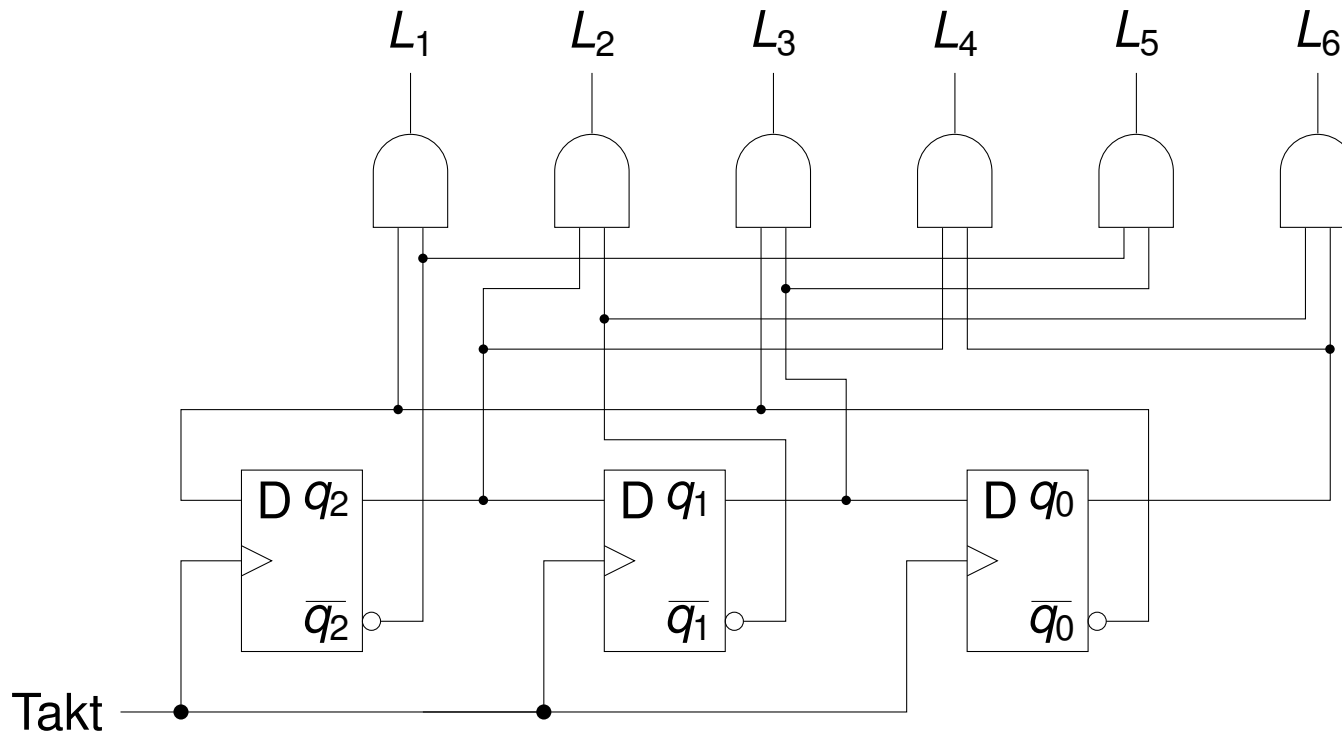 L₁ L₂ L₃ L₄ L₅ L₆
D q₂ D q₁ D q₀
q̅₂ q̅₁ q̅₀
Takt